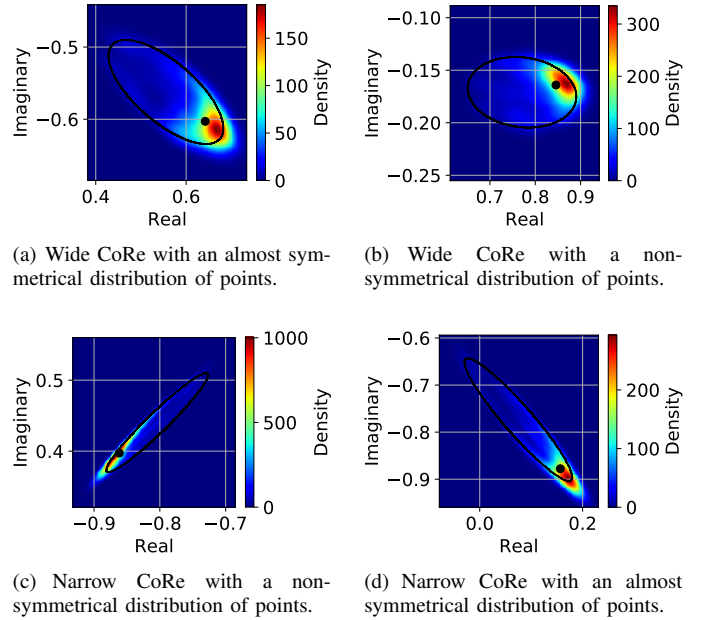 −0.5
−0.6
Imaginary
0.4
0.6
Real
150
100
50
0
Density
(a) Wide CoRe with an almost sym-
metrical distribution of points.
−0.10
−0.15
−0.20
−0.25
Imaginary
0.7
0.8
0.9
Real
300
200
100
0
Density
(b) Wide CoRe with a non-
symmetrical distribution of points.
0.5
0.4
Imaginary
−0.9
−0.8
−0.7
Real
1000
500
0
Density
(c) Narrow CoRe with a non-
symmetrical distribution of points.
−0.6
−0.7
−0.8
−0.9
Imaginary
0.0
0.2
Real
200
100
0
Density
(d) Narrow CoRe with an almost
symmetrical distribution of points.